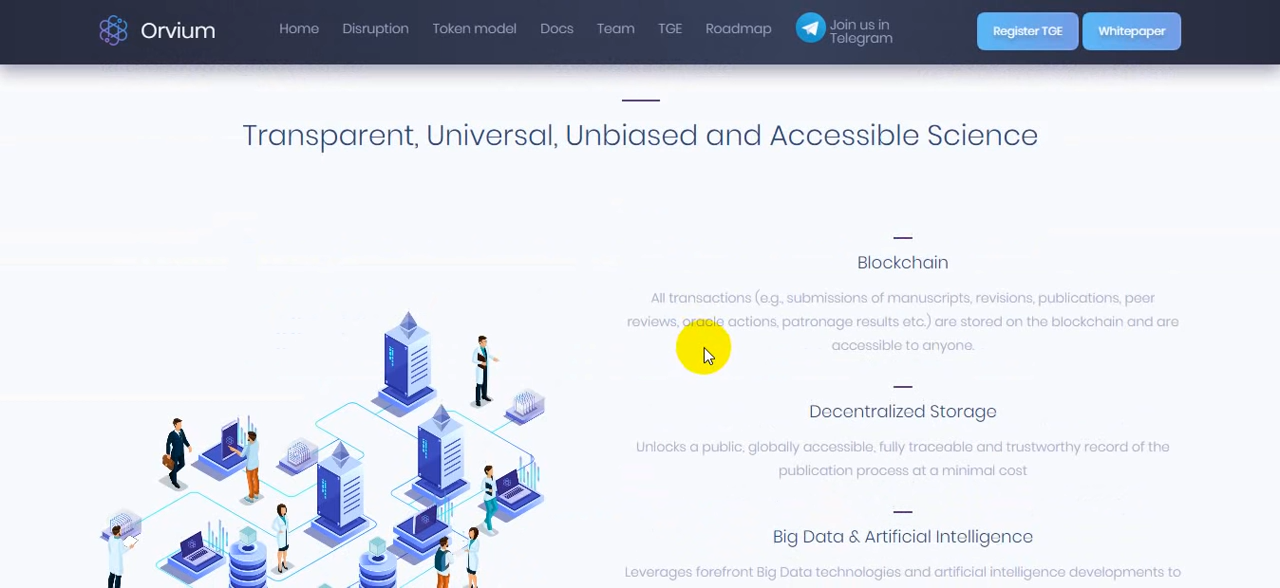 Orvium
Home Disruption Token model Docs Team TGE Roadmap
Join us in
Telegram
Register TGE
Whitepaper
Transparent, Universal, Unbiased and Accessible Science
Blockchain
All transactions (e.g., submissions of manuscripts, revisions, publications, peer
reviews, oracle actions, patronage results etc.) are stored on the blockchain and are
accessible to anyone.
Decentralized Storage
Unlocks a public, globally accessible, fully traceable and trustworthy record of the
publication process at a minimal cost
Big Data & Artificial Intelligence
Leverages forefront Big Data technologies and artificial intelligence developments to